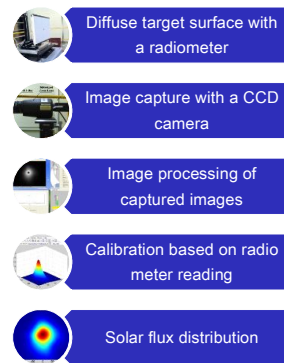 Diffuse target surface with
a radiometer
Image capture with a CCD
camera
Image processing of
captured images
Calibration based on radio
meter reading
Solar flux distribution